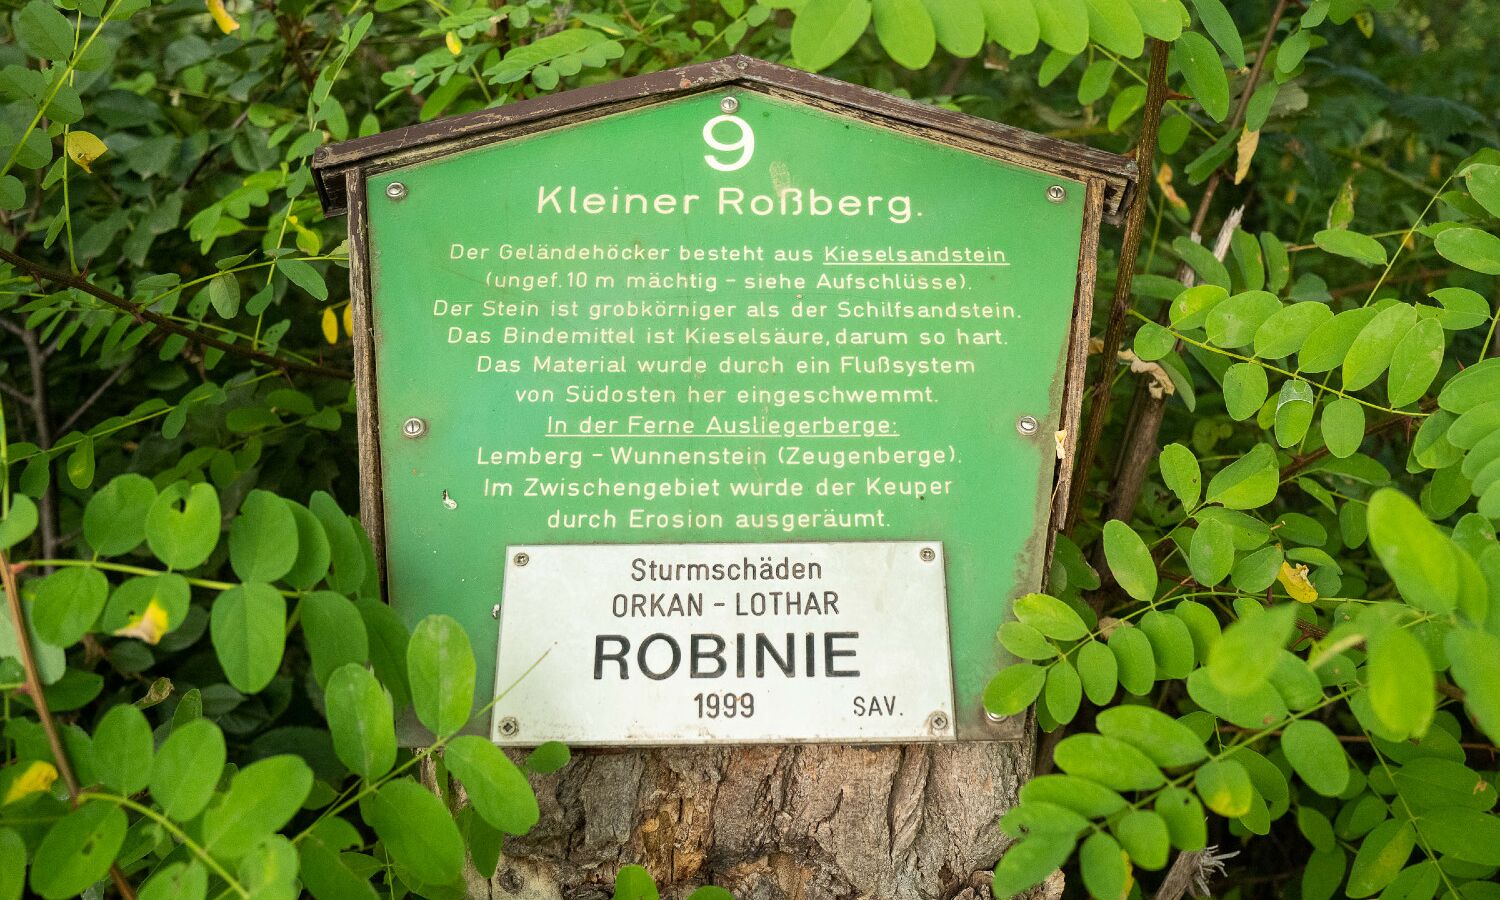 9
Kleiner Roßberg.
Der Geländehöcker besteht aus Kieselsandstein
(ungef. 10 m mächtig - siehe Aufschlüsse).
Der Stein ist grobkörniger als der Schilfsandstein.
Das Bindemittel ist Kieselsäure, darum so hart.
Das Material wurde durch ein Flußsystem
von Südosten her eingeschwemmt.
In der Ferne Ausliegerberge:
Lemberg - Wunnenstein (Zeugenberge).
Im Zwischengebiet wurde der Keuper
durch Erosion ausgeräumt.
Sturmschäden
ORKAN - LOTHAR
ROBINIE
1999 SAV.